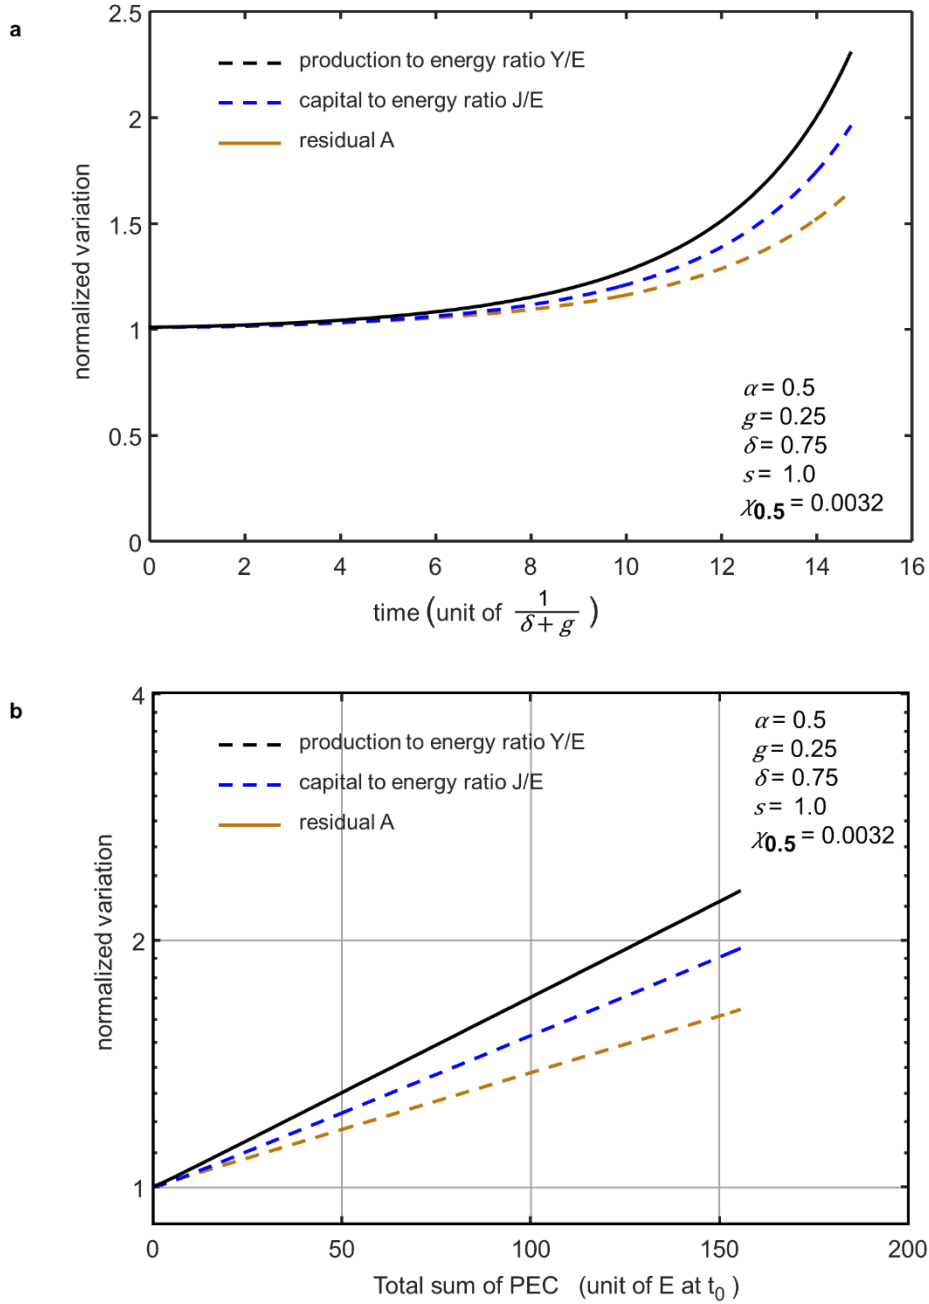 a
2.5
2
1.5
1
0.5
0
normalized variation
production to energy ratio Y/E
capital to energy ratio J/E
residual A
α = 0.5
g = 0.25
δ = 0.75
s = 1.0
χ0.5 = 0.0032
0 2 4 6 8 10 12 14 16
time (unit of 1/(δ + g))
b
4
2
1
normalized variation
production to energy ratio Y/E
capital to energy ratio J/E
residual A
α = 0.5
g = 0.25
δ = 0.75
s = 1.0
χ0.5 = 0.0032
0 50 100 150 200
Total sum of PEC (unit of E at t0 )